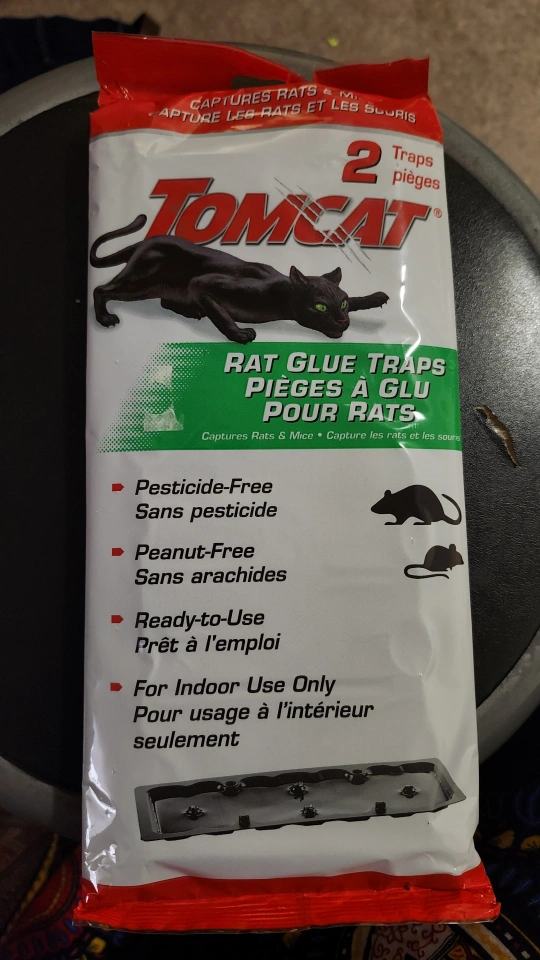 CAPTURES RATS & M
CAPTURE LES RATS ET LES SOURIS
2 Traps
pièges
TOMCAT®
RAT GLUE TRAPS
PIÈGES À GLU
POUR RATS
Captures Rats & Mice • Capture les rats et les souris
Pesticide-Free
Sans pesticide
Peanut-Free
Sans arachides
Ready-to-Use
Prêt à l'emploi
For Indoor Use Only
Pour usage à l'intérieur
seulement